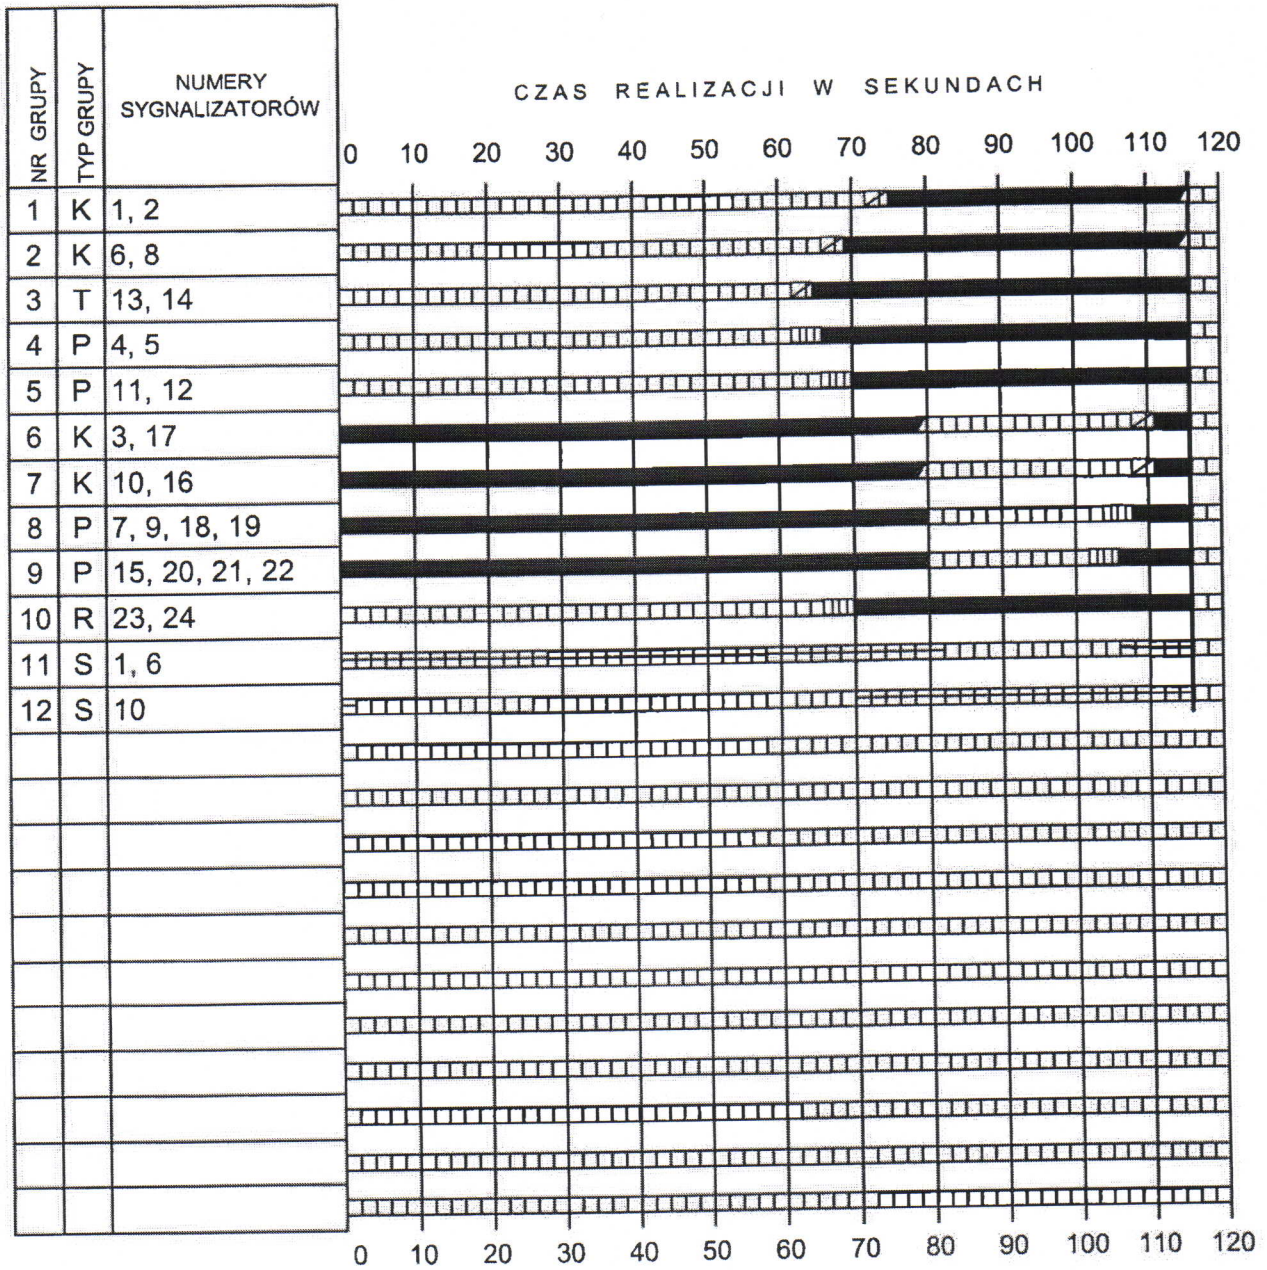 NR GRUPY
TYP GRUPY
NUMERY
SYGNALIZATORÓW
CZAS REALIZACJI W SEKUNDACH
0 10 20 30 40 50 60 70 80 90 100 110 120
1 K 1, 2
2 K 6, 8
3 T 13, 14
4 P 4, 5
5 P 11, 12
6 K 3, 17
7 K 10, 16
8 P 7, 9, 18, 19
9 P 15, 20, 21, 22
10 R 23, 24
11 S 1, 6
12 S 10
0 10 20 30 40 50 60 70 80 90 100 110 120